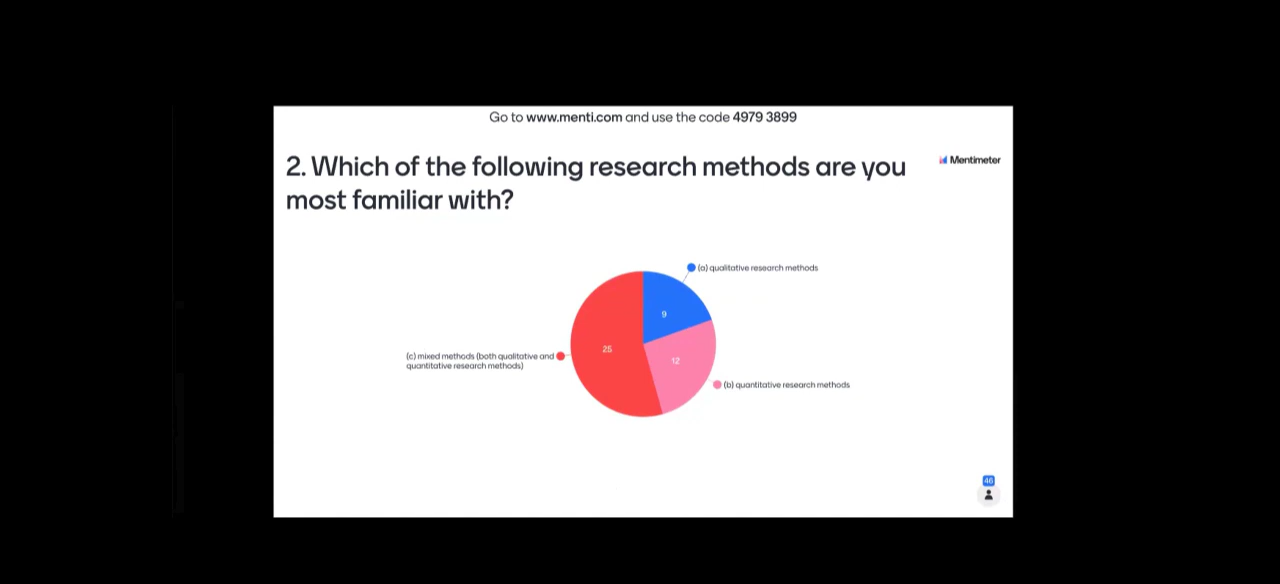 Go to www.menti.com and use the code 4979 3899
2. Which of the following research methods are you
most familiar with?
Mentimeter
(a) qualitative research methods
9
25
12
(c) mixed methods (both qualitative and
quantitative research methods)
(b) quantitative research methods
46